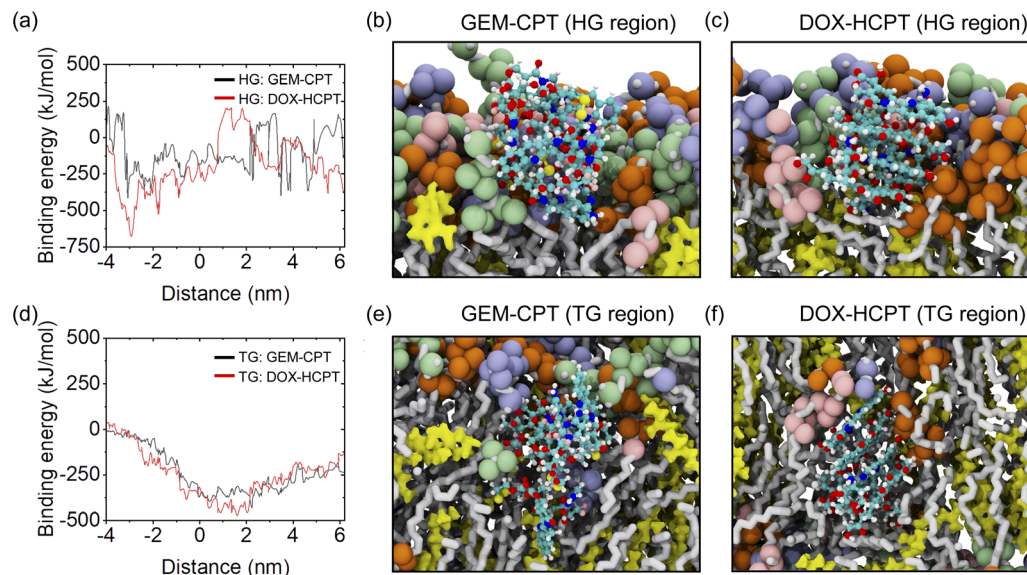 (a)
500
250
0
-250
-500
-750
Binding energy (kJ/mol)
HG: GEM-CPT
HG: DOX-HCPT
-4 -2 0 2 4 6
Distance (nm)
(b) GEM-CPT (HG region)
(c) DOX-HCPT (HG region)
(d)
500
250
0
-250
-500
Binding energy (kJ/mol)
TG: GEM-CPT
TG: DOX-HCPT
-4 -2 0 2 4 6
Distance (nm)
(e) GEM-CPT (TG region)
(f) DOX-HCPT (TG region)